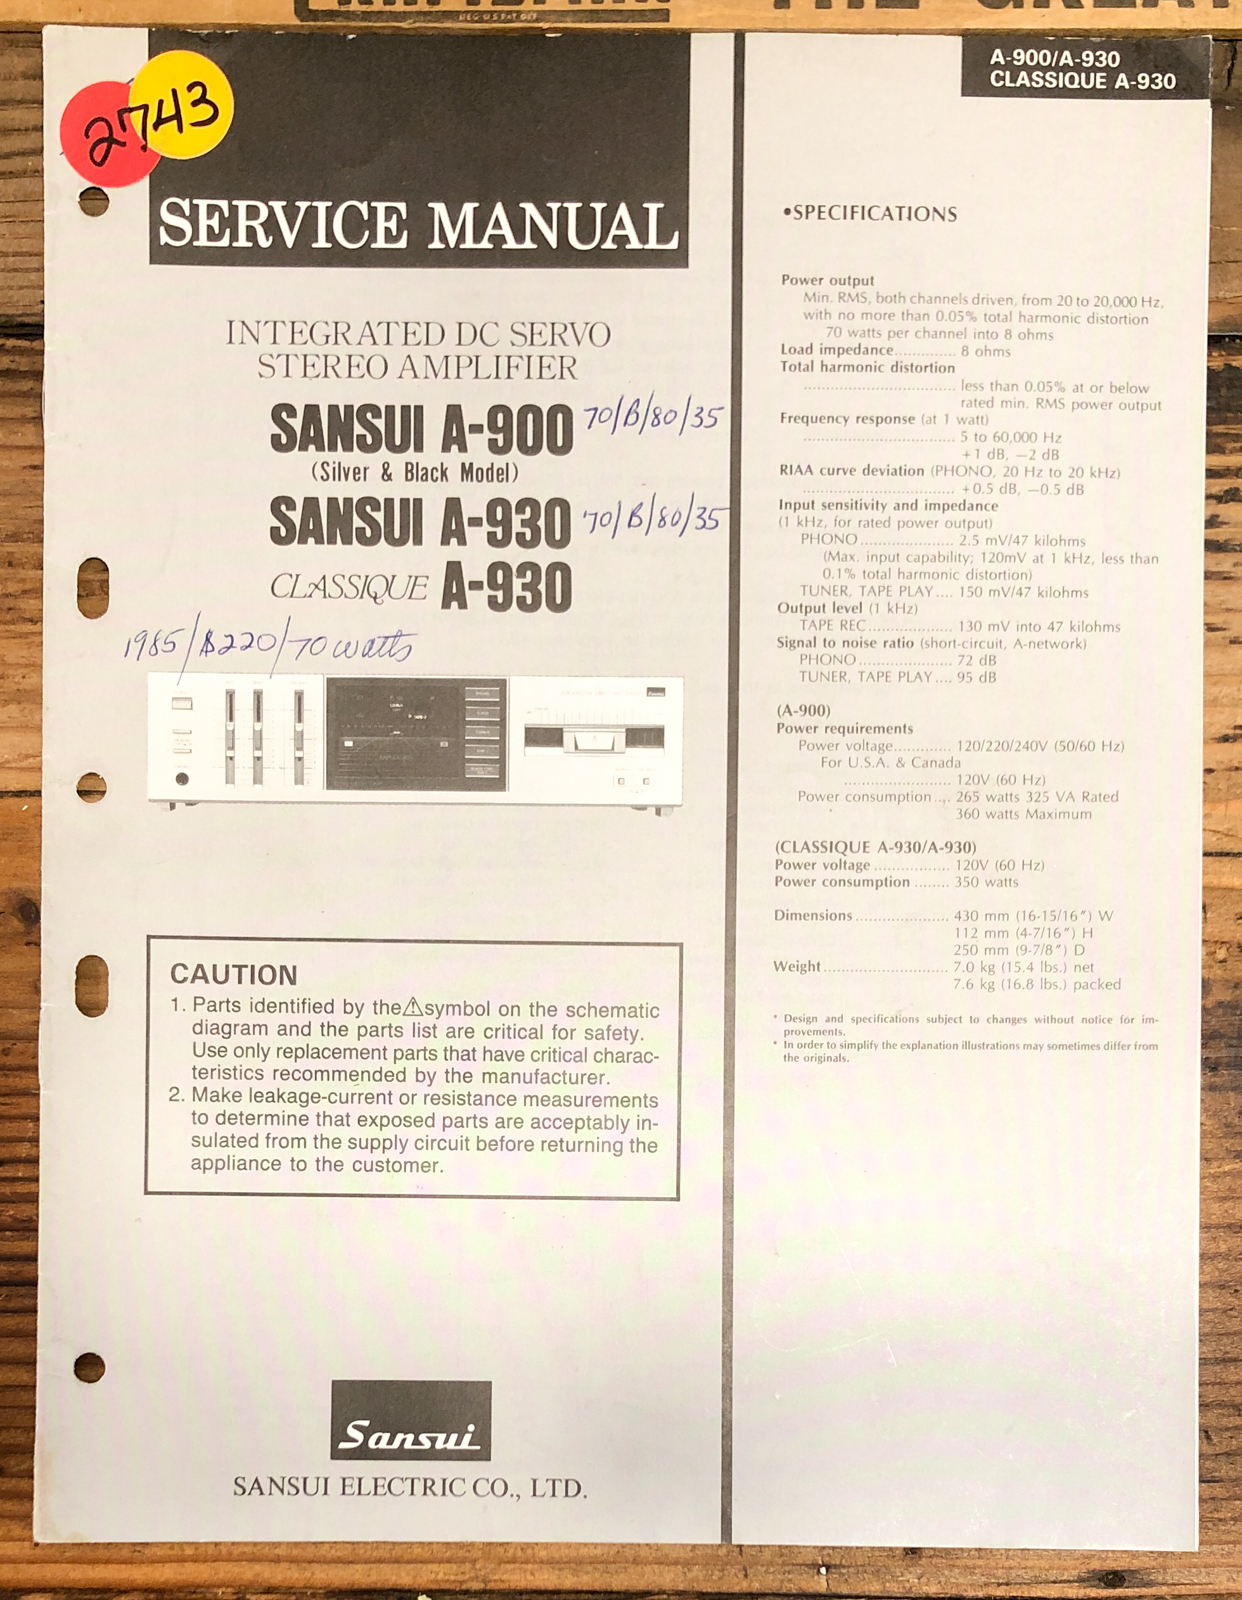 REG U S PAT OFF
THE GREAT
2743
SERVICE MANUAL
INTEGRATED DC SERVO
STEREO AMPLIFIER
SANSUI A-900 70/B/80/35
(Silver & Black Model)
SANSUI A-930 70/B/80/35
CLASSIQUE A-930
1985/$220/70 watts
Sansui
CAUTION
1. Parts identified by the⚠symbol on the schematic
diagram and the parts list are critical for safety.
Use only replacement parts that have critical charac-
teristics recommended by the manufacturer.
2. Make leakage-current or resistance measurements
to determine that exposed parts are acceptably in-
sulated from the supply circuit before returning the
appliance to the customer.
Sansui
SANSUI ELECTRIC CO., LTD.
A-900/A-930
CLASSIQUE A-930
•SPECIFICATIONS
Power output
Min. RMS, both channels driven, from 20 to 20,000 Hz,
with no more than 0.05% total harmonic distortion
70 watts per channel into 8 ohms
Load impedance............. 8 ohms
Total harmonic distortion
................................ less than 0.05% at or below
rated min. RMS power output
Frequency response (at 1 watt)
................................ 5 to 60,000 Hz
+1 dB, −2 dB
RIAA curve deviation (PHONO, 20 Hz to 20 kHz)
................................ +0.5 dB, −0.5 dB
Input sensitivity and impedance
(1 kHz, for rated power output)
PHONO.................... 2.5 mV/47 kilohms
(Max. input capability; 120mV at 1 kHz, less than
0.1% total harmonic distortion)
TUNER, TAPE PLAY.... 150 mV/47 kilohms
Output level (1 kHz)
TAPE REC.................. 130 mV into 47 kilohms
Signal to noise ratio (short-circuit, A-network)
PHONO.................... 72 dB
TUNER, TAPE PLAY.... 95 dB
(A-900)
Power requirements
Power voltage............ 120/220/240V (50/60 Hz)
For U.S.A. & Canada
....................... 120V (60 Hz)
Power consumption.... 265 watts 325 VA Rated
360 watts Maximum
(CLASSIQUE A-930/A-930)
Power voltage................ 120V (60 Hz)
Power consumption........ 350 watts
Dimensions.................... 430 mm (16-15/16") W
112 mm (4-7/16") H
250 mm (9-7/8") D
Weight.......................... 7.0 kg (15.4 lbs.) net
7.6 kg (16.8 lbs.) packed
* Design and specifications subject to changes without notice for im-
provements.
* In order to simplify the explanation illustrations may sometimes differ from
the originals.